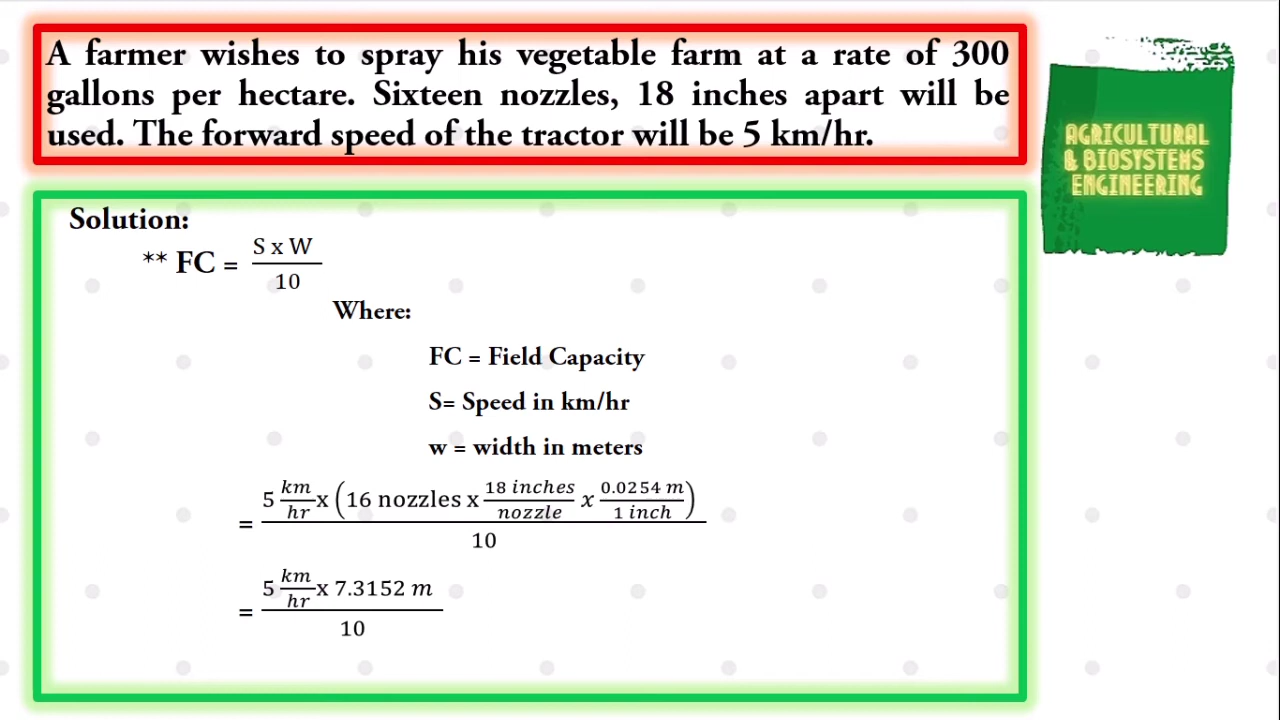 A farmer wishes to spray his vegetable farm at a rate of 300
gallons per hectare. Sixteen nozzles, 18 inches apart will be
used. The forward speed of the tractor will be 5 km/hr.
AGRICULTURAL
& BIOSYSTEMS
ENGINEERING
Solution:
** FC = S x W / 10
Where:
FC = Field Capacity
S= Speed in km/hr
w = width in meters
= 5 km/hr x (16 nozzles x 18 inches/nozzle x 0.0254 m/1 inch) / 10
= 5 km/hr x 7.3152 m / 10